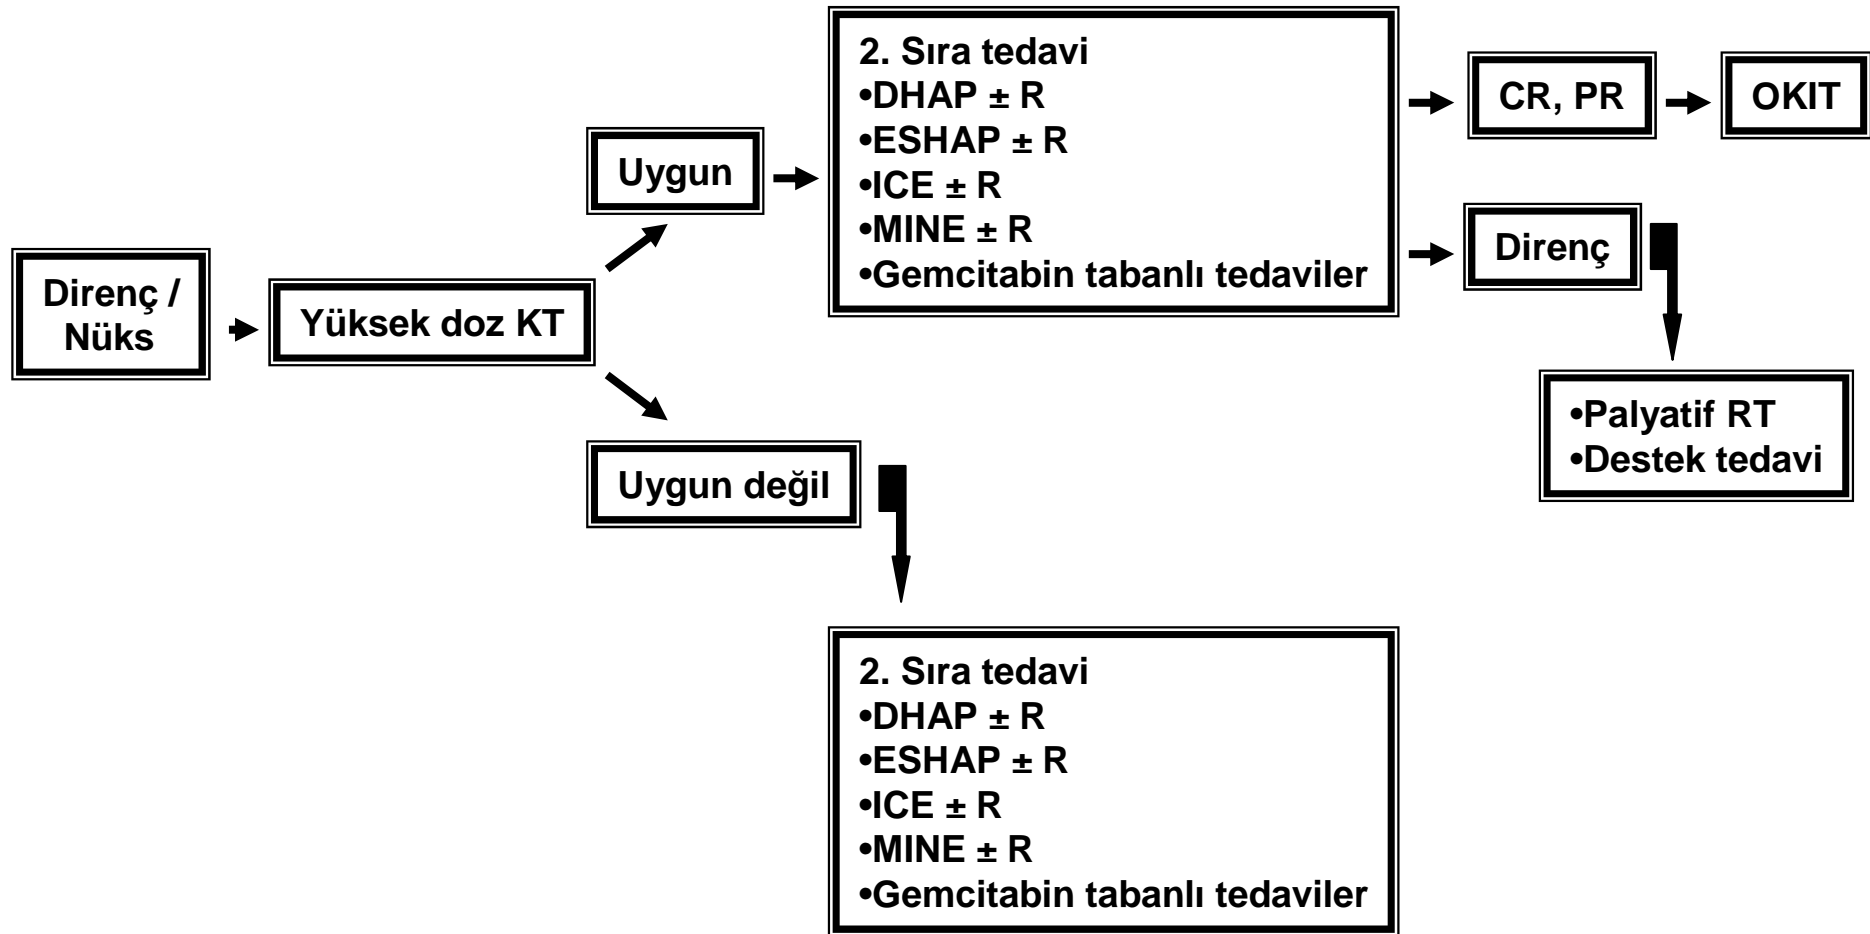 Direnç /
Nüks
Yüksek doz KT
Uygun
2. Sıra tedavi
•DHAP ± R
•ESHAP ± R
•ICE ± R
•MINE ± R
•Gemcitabin tabanlı tedaviler
CR, PR
OKIT
Direnç
•Palyatif RT
•Destek tedavi
Uygun değil
2. Sıra tedavi
•DHAP ± R
•ESHAP ± R
•ICE ± R
•MINE ± R
•Gemcitabin tabanlı tedaviler